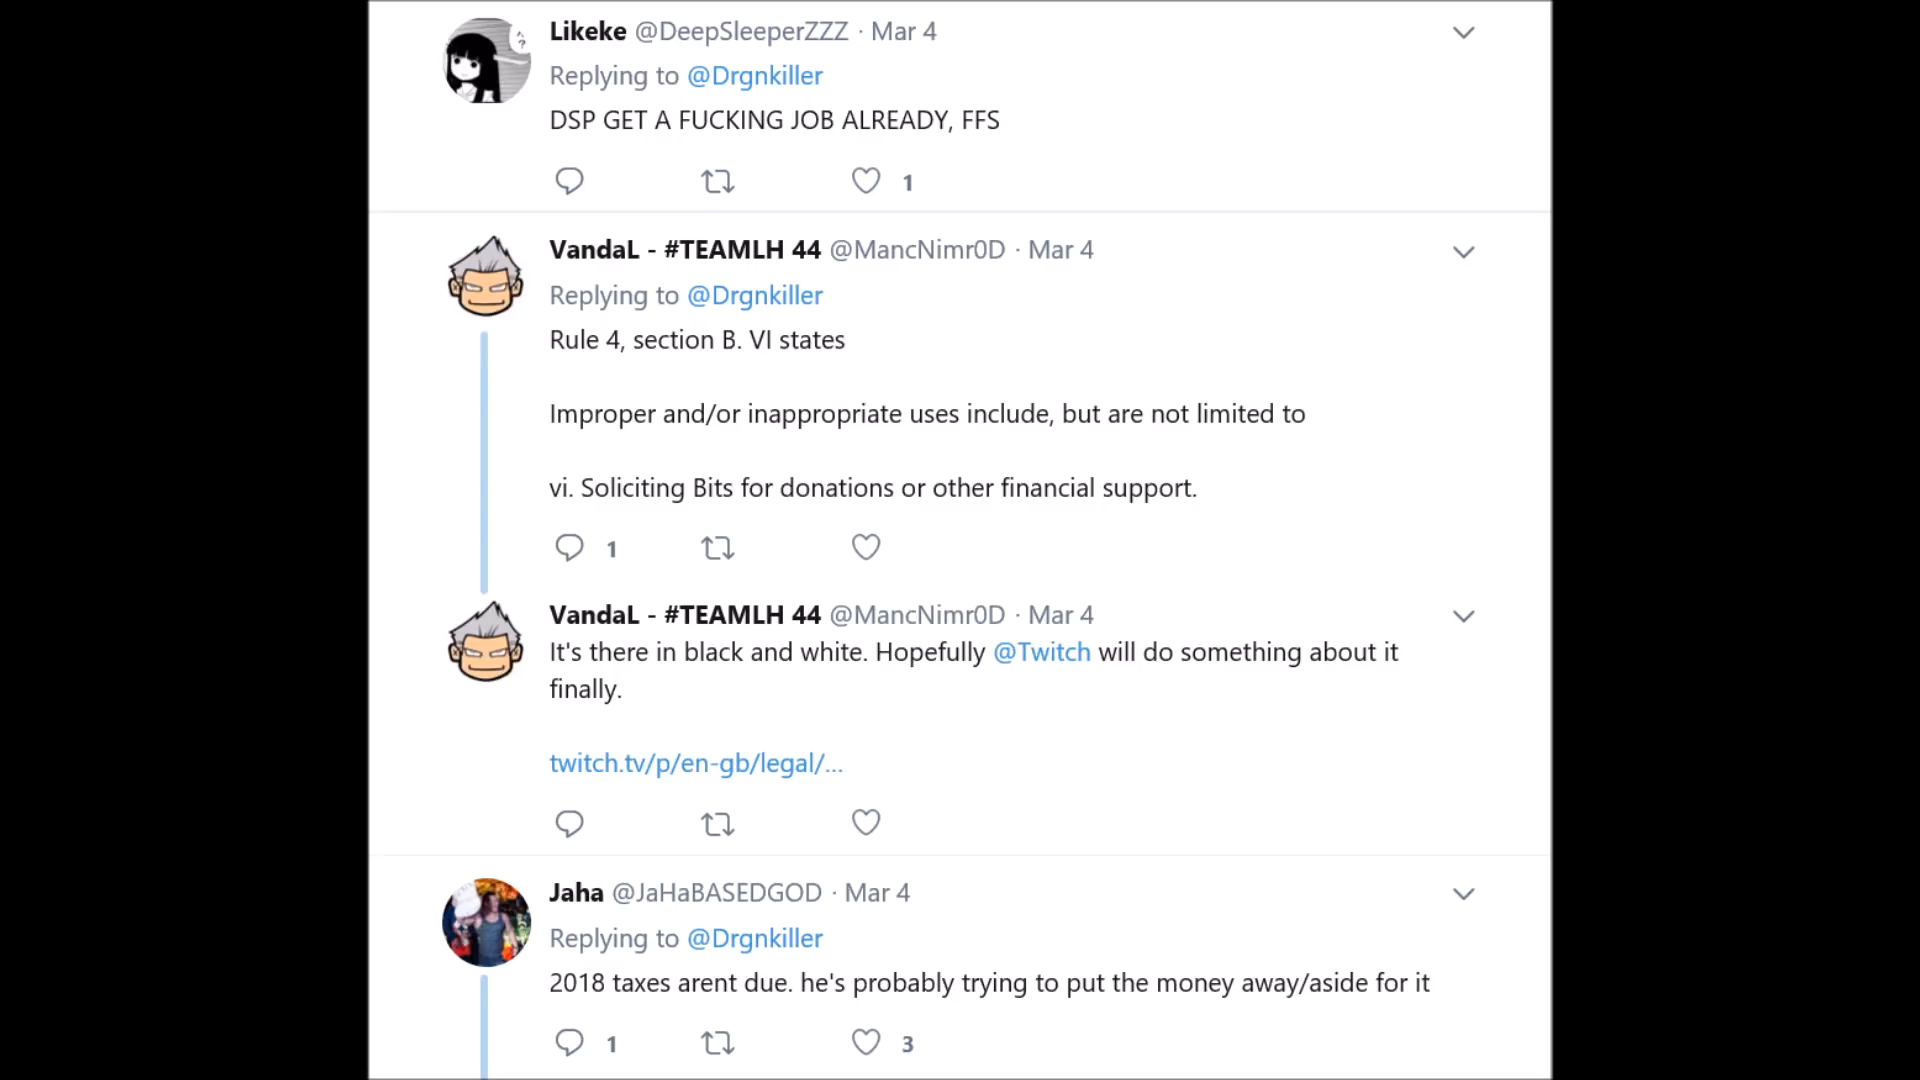 Likeke @DeepSleeperZZZ · Mar 4
Replying to @Drgnkiller
DSP GET A FUCKING JOB ALREADY, FFS
1
VandaL - #TEAMLH 44 @MancNimr0D · Mar 4
Replying to @Drgnkiller
Rule 4, section B. VI states
Improper and/or inappropriate uses include, but are not limited to
vi. Soliciting Bits for donations or other financial support.
1
VandaL - #TEAMLH 44 @MancNimr0D · Mar 4
It's there in black and white. Hopefully @Twitch will do something about it
finally.
twitch.tv/p/en-gb/legal/...
Jaha @JaHaBASEDGOD · Mar 4
Replying to @Drgnkiller
2018 taxes arent due. he's probably trying to put the money away/aside for it
1 3